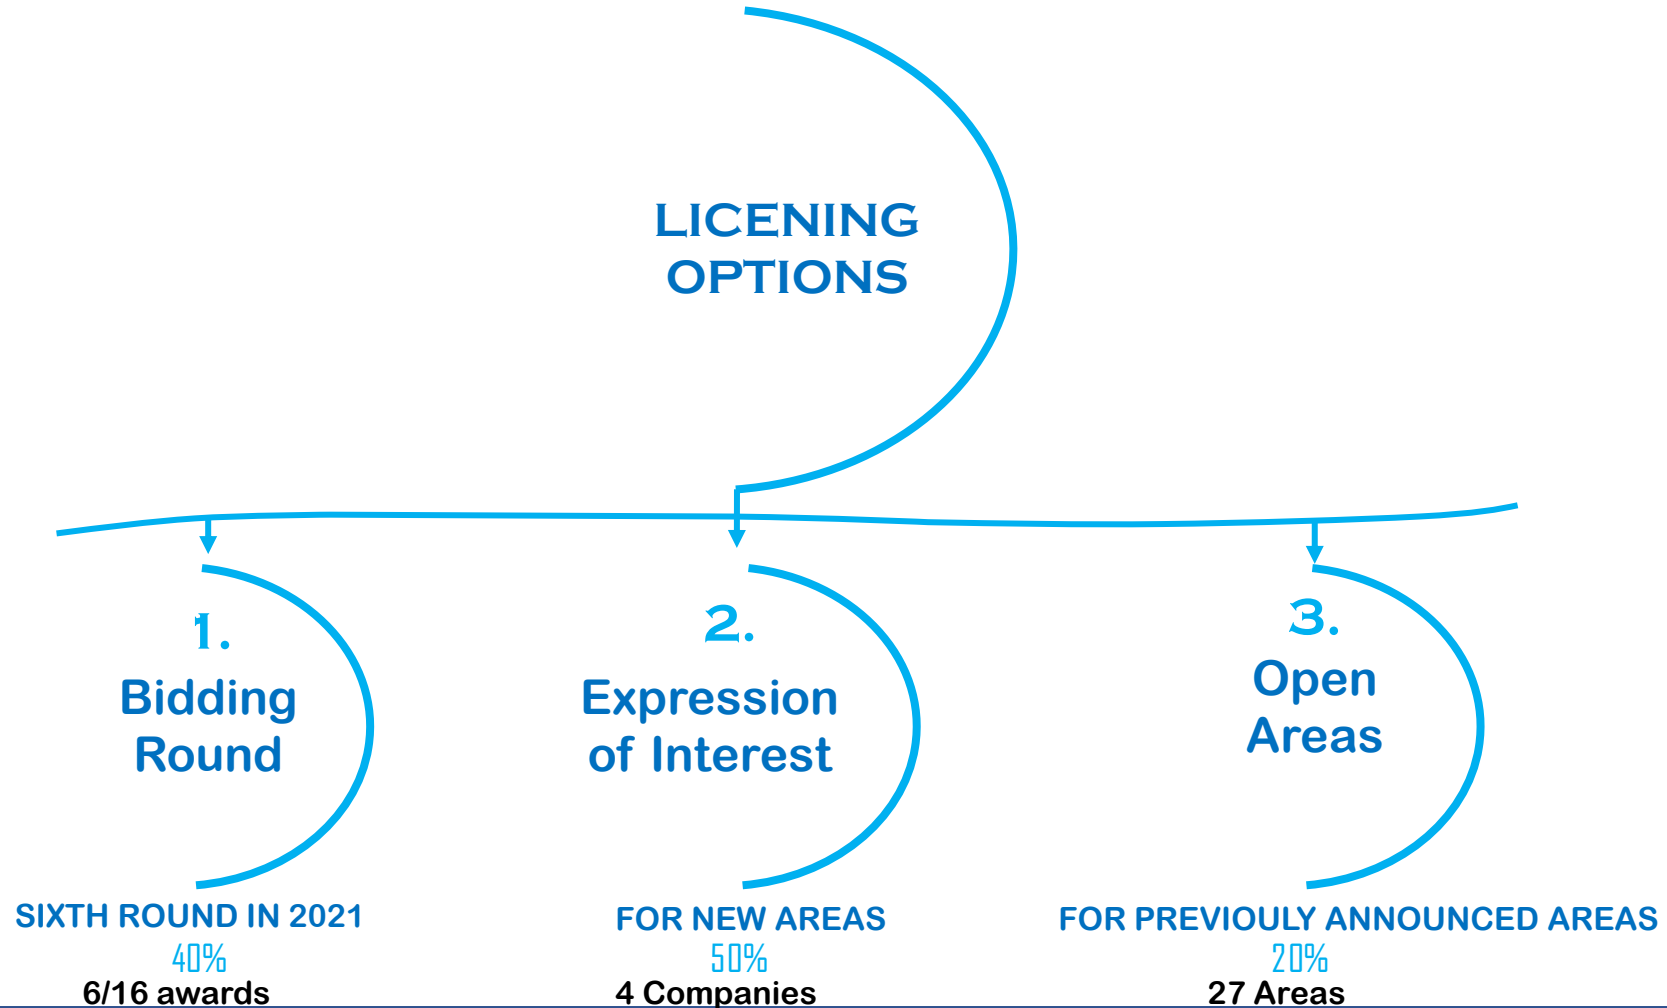 LICENING
OPTIONS
1.
Bidding
Round
SIXTH ROUND IN 2021
40%
6/16 awards
2.
Expression
of Interest
FOR NEW AREAS
50%
4 Companies
3.
Open
Areas
FOR PREVIOULY ANNOUNCED AREAS
20%
27 Areas